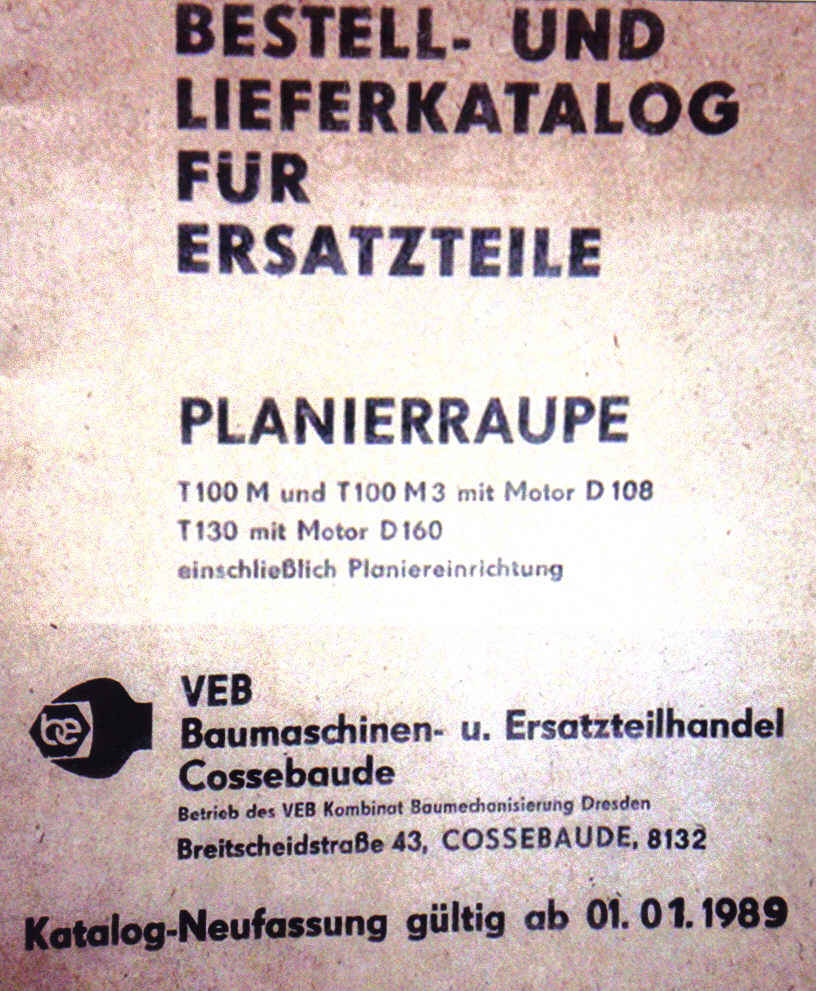 BESTELL- UND
LIEFERKATALOG
FÜR
ERSATZTEILE
PLANIERRAUPE
T100 M und T100 M3 mit Motor D108
T130 mit Motor D160
einschließlich Planiereinrichtung
be
VEB
Baumaschinen- u. Ersatzteilhandel
Cossebaude
Betrieb des VEB Kombinat Baumechanisierung Dresden
Breitscheidstraße 43, COSSEBAUDE, 8132
Katalog-Neufassung gültig ab 01.01.1989